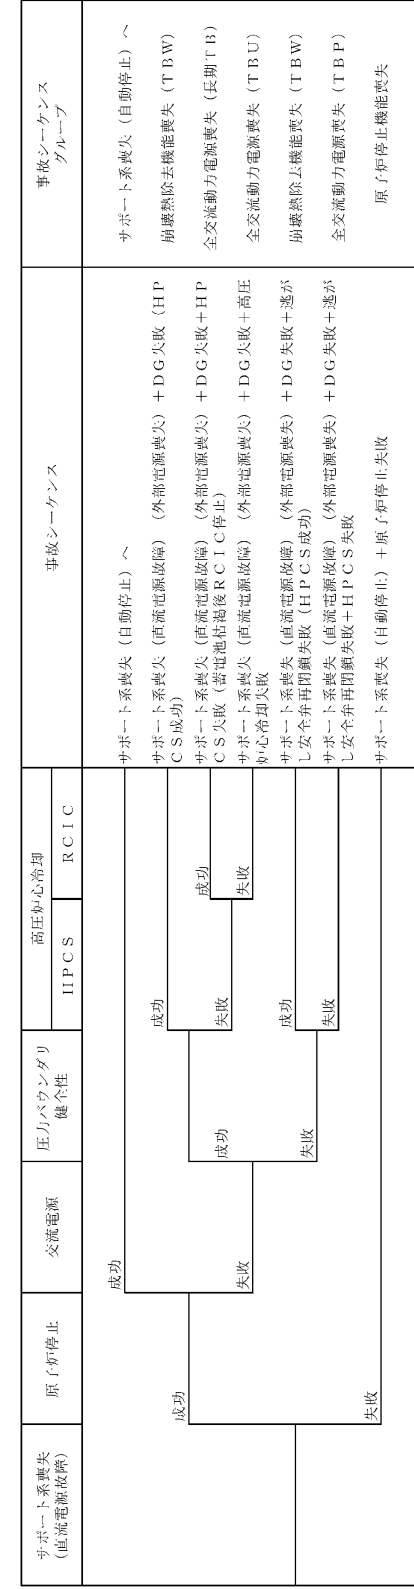 サポート系喪失
(直流電源故障)
原子炉停止
交流電源
圧力バウンダリ
健全性
高圧炉心冷却
HPCS
RCIC
事故シーケンス
事故シーケンス
グループ
成功
失敗
成功
失敗
成功
失敗
成功
失敗
成功
失敗
成功
失敗
サポート系喪失(自動停止)へ
サポート系喪失(自動停止)へ
サポート系喪失(直流電源故障)(外部電源喪失)+DG失敗(HP
CS成功)
崩壊熱除去機能喪失(TBW)
サポート系喪失(直流電源故障)(外部電源喪失)+DG失敗+HP
CS失敗(蓄電池枯渇後RCIC停止)
全交流動力電源喪失(長期TB)
サポート系喪失(直流電源故障)(外部電源喪失)+DG失敗+高圧
炉心冷却失敗
全交流動力電源喪失(TBU)
サポート系喪失(直流電源故障)(外部電源喪失)+DG失敗+逃が
し安全弁再閉鎖失敗(HPCS成功)
崩壊熱除去機能喪失(TBW)
サポート系喪失(直流電源故障)(外部電源喪失)+DG失敗+逃が
し安全弁再閉鎖失敗+HPCS失敗
全交流動力電源喪失(TBP)
サポート系喪失(自動停止)+原子炉停止失敗
原子炉停止機能喪失